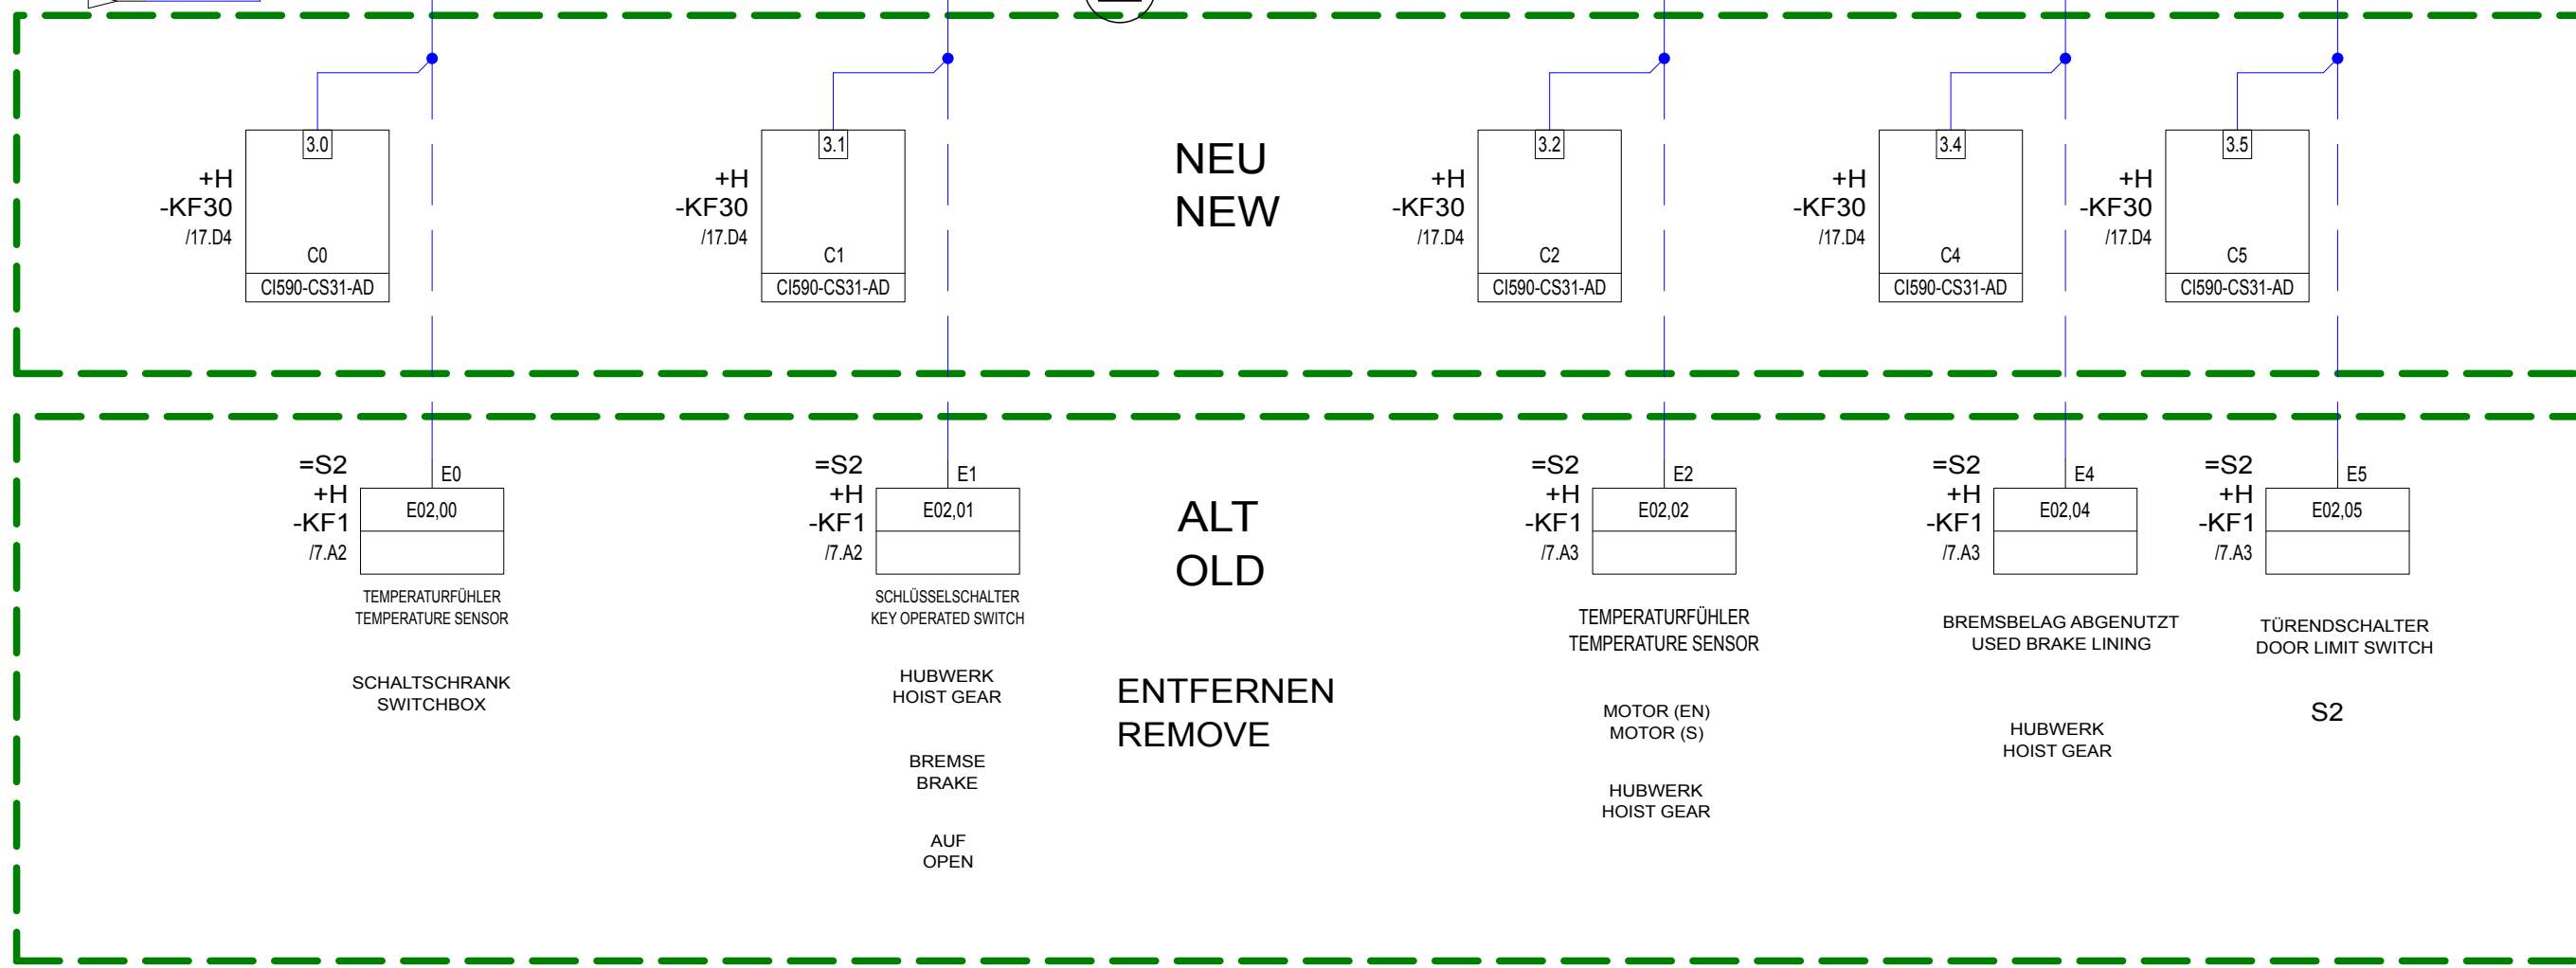 3.0
+H
-KF30
/17.D4
C0
CI590-CS31-AD
3.1
+H
-KF30
/17.D4
C1
CI590-CS31-AD
NEU
NEW
3.2
+H
-KF30
/17.D4
C2
CI590-CS31-AD
3.4
+H
-KF30
/17.D4
C4
CI590-CS31-AD
3.5
+H
-KF30
/17.D4
C5
CI590-CS31-AD
=S2
+H
-KF1
/7.A2
E0
E02,00
TEMPERATURFÜHLER
TEMPERATURE SENSOR
SCHALTSCHRANK
SWITCHBOX
=S2
+H
-KF1
/7.A2
E1
E02,01
SCHLÜSSELSCHALTER
KEY OPERATED SWITCH
HUBWERK
HOIST GEAR
BREMSE
BRAKE
AUF
OPEN
ALT
OLD
ENTFERNEN
REMOVE
=S2
+H
-KF1
/7.A3
E2
E02,02
TEMPERATURFÜHLER
TEMPERATURE SENSOR
MOTOR (EN)
MOTOR (S)
HUBWERK
HOIST GEAR
=S2
+H
-KF1
/7.A3
E4
E02,04
BREMSBELAG ABGENUTZT
USED BRAKE LINING
HUBWERK
HOIST GEAR
=S2
+H
-KF1
/7.A3
E5
E02,05
TÜRENDSCHALTER
DOOR LIMIT SWITCH
S2